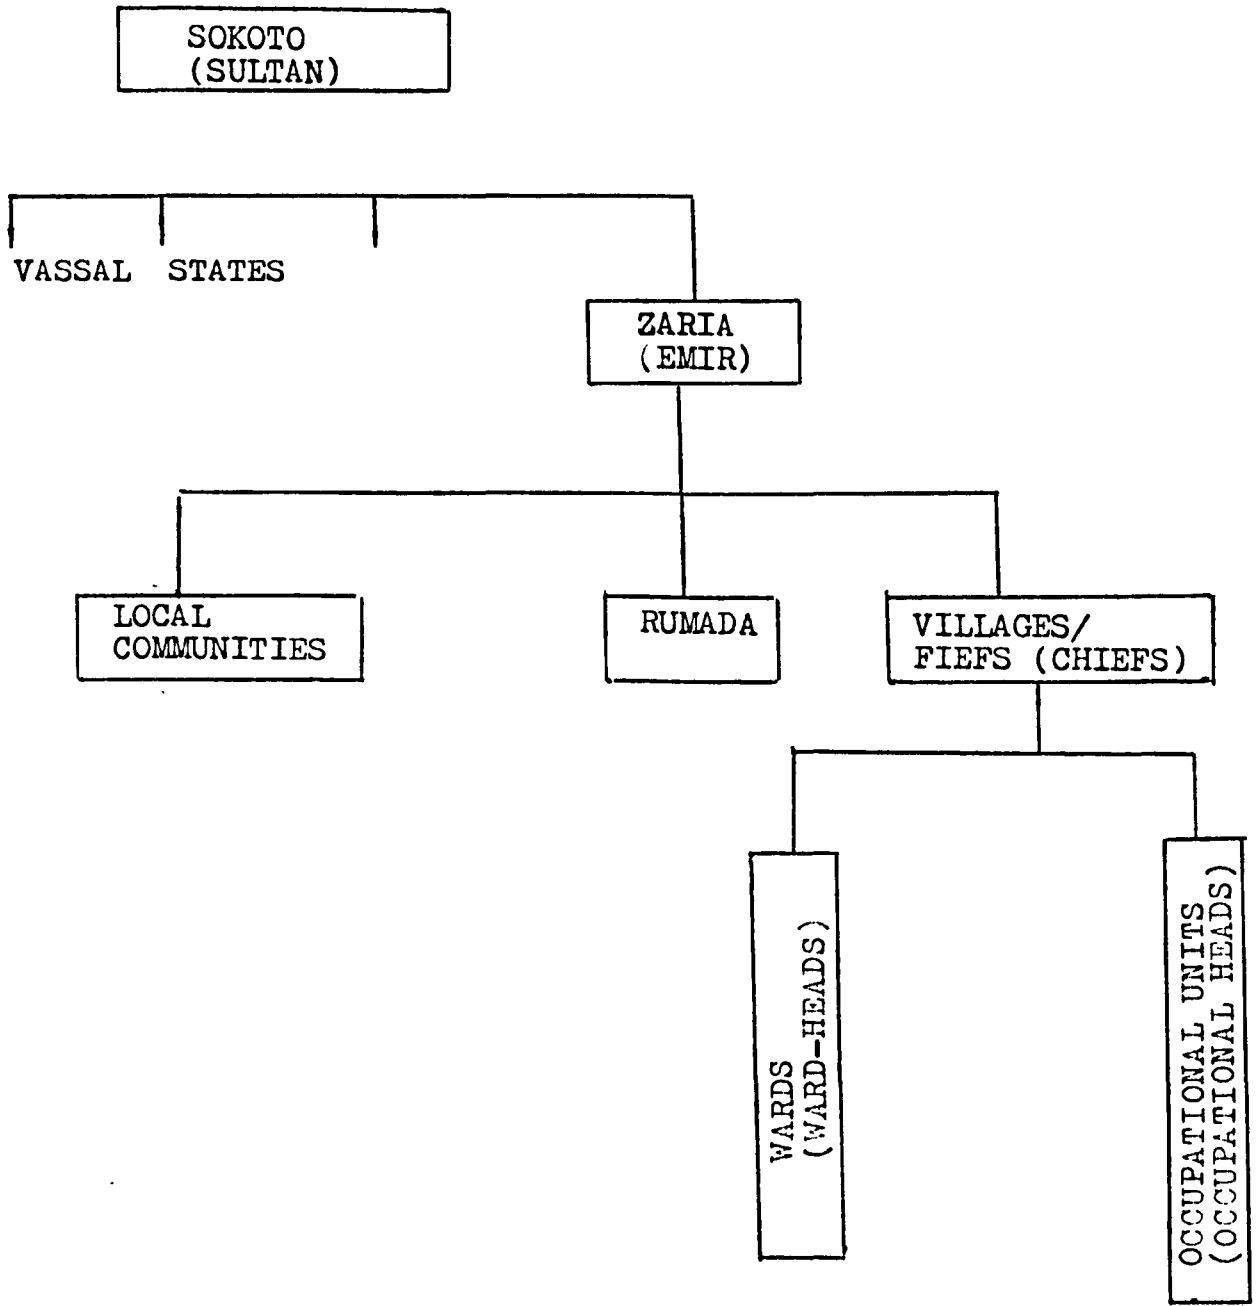 SOKOTO
(SULTAN)
VASSAL STATES
ZARIA
(EMIR)
LOCAL
COMMUNITIES
RUMADA
VILLAGES/
FIEFS (CHIEFS)
WARDS
(WARD-HEADS)
OCCUPATIONAL UNITS
(OCCUPATIONAL HEADS)